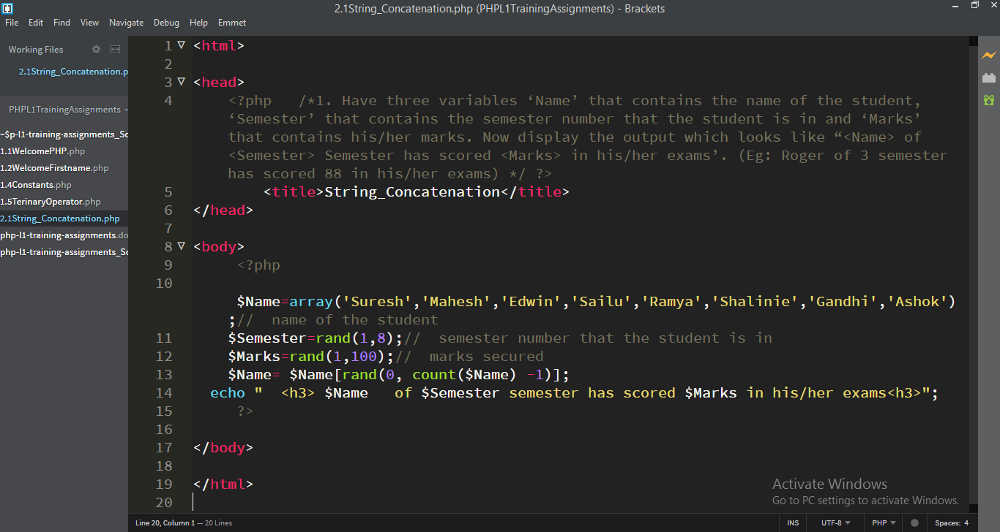 2.1String_Concatenation.php (PHPL1TrainingAssignments) - Brackets
File Edit Find View Navigate Debug Help Emmet
Working Files
2.1String_Concatenation.p
PHPL1TrainingAssignments
~$p-l1-training-assignments_Sc
1.1WelcomePHP.php
1.2WelcomeFirstname.php
1.4Constants.php
1.5TerinaryOperator.php
2.1String_Concatenation.php
php-l1-training-assignments.do
php-l1-training-assignments_Sc
1 <html>
2
3 <head>
4 <?php /*1. Have three variables ‘Name’ that contains the name of the student,
‘Semester’ that contains the semester number that the student is in and ‘Marks’
that contains his/her marks. Now display the output which looks like “<Name> of
<Semester> Semester has scored <Marks> in his/her exams’. (Eg: Roger of 3 semester
has scored 88 in his/her exams) */ ?>
5 <title>String_Concatenation</title>
6 </head>
7
8 <body>
9 <?php
10
$Name=array('Suresh','Mahesh','Edwin','Sailu','Ramya','Shalinie','Gandhi','Ashok')
;// name of the student
11 $Semester=rand(1,8);// semester number that the student is in
12 $Marks=rand(1,100);// marks secured
13 $Name= $Name[rand(0, count($Name) -1)];
14 echo " <h3> $Name of $Semester semester has scored $Marks in his/her exams<h3>";
15 ?>
16
17 </body>
18
19 </html>
20
Activate Windows
Go to PC settings to activate Windows.
Line 20, Column 1 — 20 Lines
INS UTF-8 PHP Spaces: 4